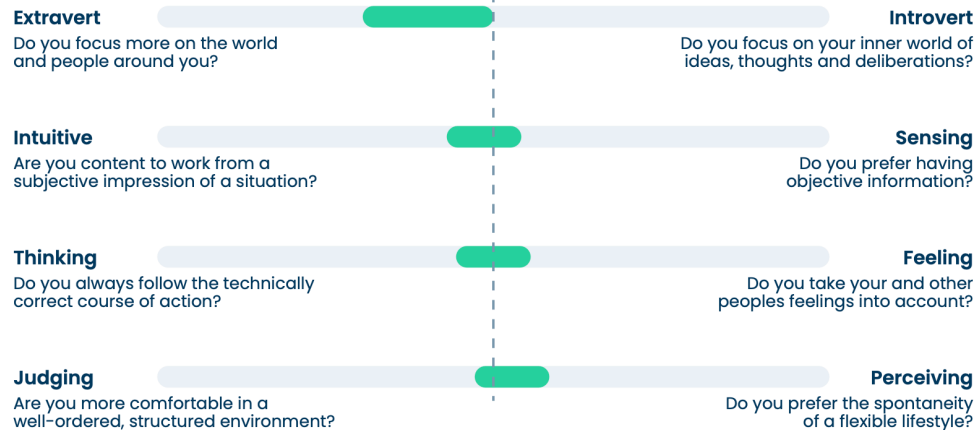 Extravert
Introvert
Do you focus more on the world
and people around you?
Do you focus on your inner world of
ideas, thoughts and deliberations?
Intuitive
Sensing
Are you content to work from a
subjective impression of a situation?
Do you prefer having
objective information?
Thinking
Feeling
Do you always follow the technically
correct course of action?
Do you take your and other
peoples feelings into account?
Judging
Perceiving
Are you more comfortable in a
well-ordered, structured environment?
Do you prefer the spontaneity
of a flexible lifestyle?